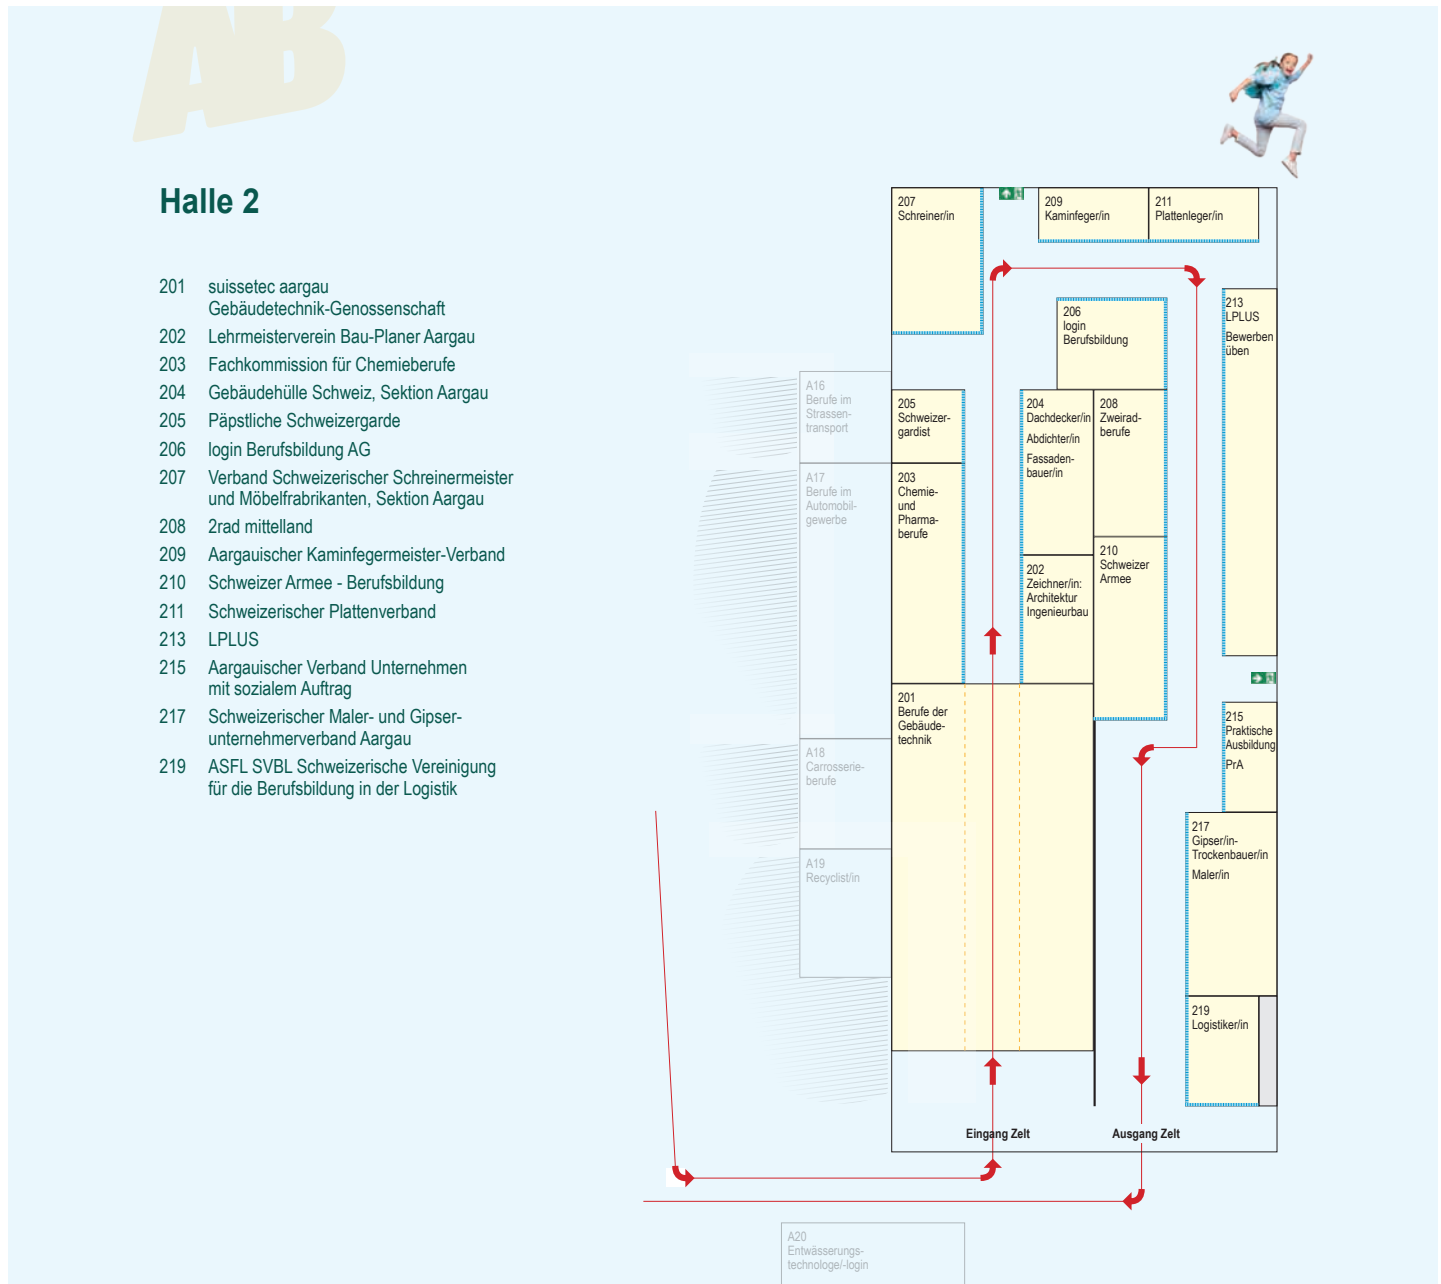 AB
Halle 2
201 suissetec aargau
Gebäudetechnik-Genossenschaft
202 Lehrmeisterverein Bau-Planer Aargau
203 Fachkommission für Chemieberufe
204 Gebäudehülle Schweiz, Sektion Aargau
205 Päpstliche Schweizergarde
206 login Berufsbildung AG
207 Verband Schweizerischer Schreinermeister
und Möbelfrabrikanten, Sektion Aargau
208 2rad mittelland
209 Aargauischer Kaminfegermeister-Verband
210 Schweizer Armee - Berufsbildung
211 Schweizerischer Plattenverband
213 LPLUS
215 Aargauischer Verband Unternehmen
mit sozialem Auftrag
217 Schweizerischer Maler- und Gipser-
unternehmerverband Aargau
219 ASFL SVBL Schweizerische Vereinigung
für die Berufsbildung in der Logistik
207
Schreiner/in
209
Kaminfeger/in
211
Plattenleger/in
206
login
Berufsbildung
213
LPLUS
Bewerben
üben
A16
Berufe im
Strassen-
transport
205
Schweizer-
gardist
204
Dachdecker/in
Abdichter/in
Fassaden-
bauer/in
208
Zweirad-
berufe
A17
Berufe im
Automobil-
gewerbe
203
Chemie-
und
Pharma-
berufe
202
Zeichner/in:
Architektur
Ingenieurbau
210
Schweizer
Armee
201
Berufe der
Gebäude-
technik
215
Praktische
Ausbildung
PrA
A18
Carrosserie-
berufe
217
Gipser/in-
Trockenbauer/in
Maler/in
A19
Recyclist/in
219
Logistiker/in
Eingang Zelt
Ausgang Zelt
A20
Entwässerungs-
technologe/-login